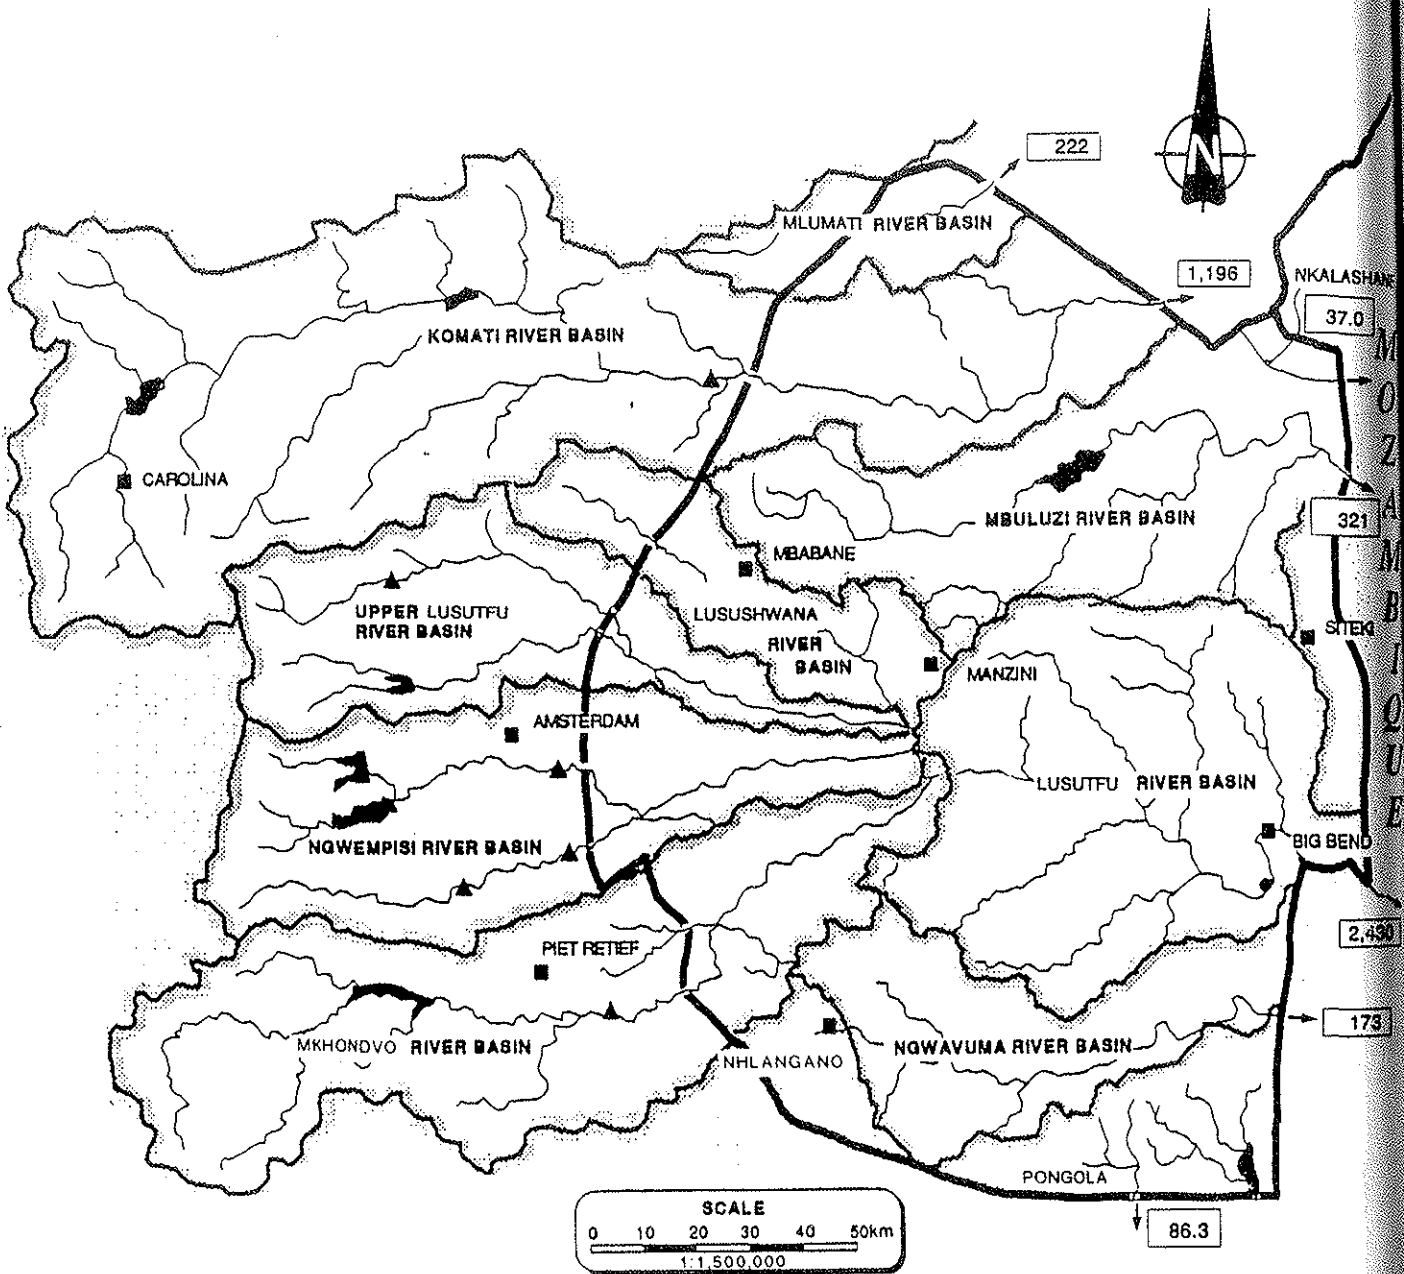 222
N
MLUMATI RIVER BASIN
1,196
NKALASHANE
37.0
KOMATI RIVER BASIN
MOZAMBIQUE
CAROLINA
321
MBULUZI RIVER BASIN
MBABANE
UPPER LUSUTFU
RIVER BASIN
LUSUSHWANA
RIVER
BASIN
SITEKI
MANZINI
AMSTERDAM
LUSUTFU RIVER BASIN
NGWEMPISI RIVER BASIN
BIG BEND
2,430
PIET RETIEF
173
MKHONDVO RIVER BASIN
NGWAVUMA RIVER BASIN
NHLANGANO
PONGOLA
86.3
SCALE
0 10 20 30 40 50km
1:1,500,000